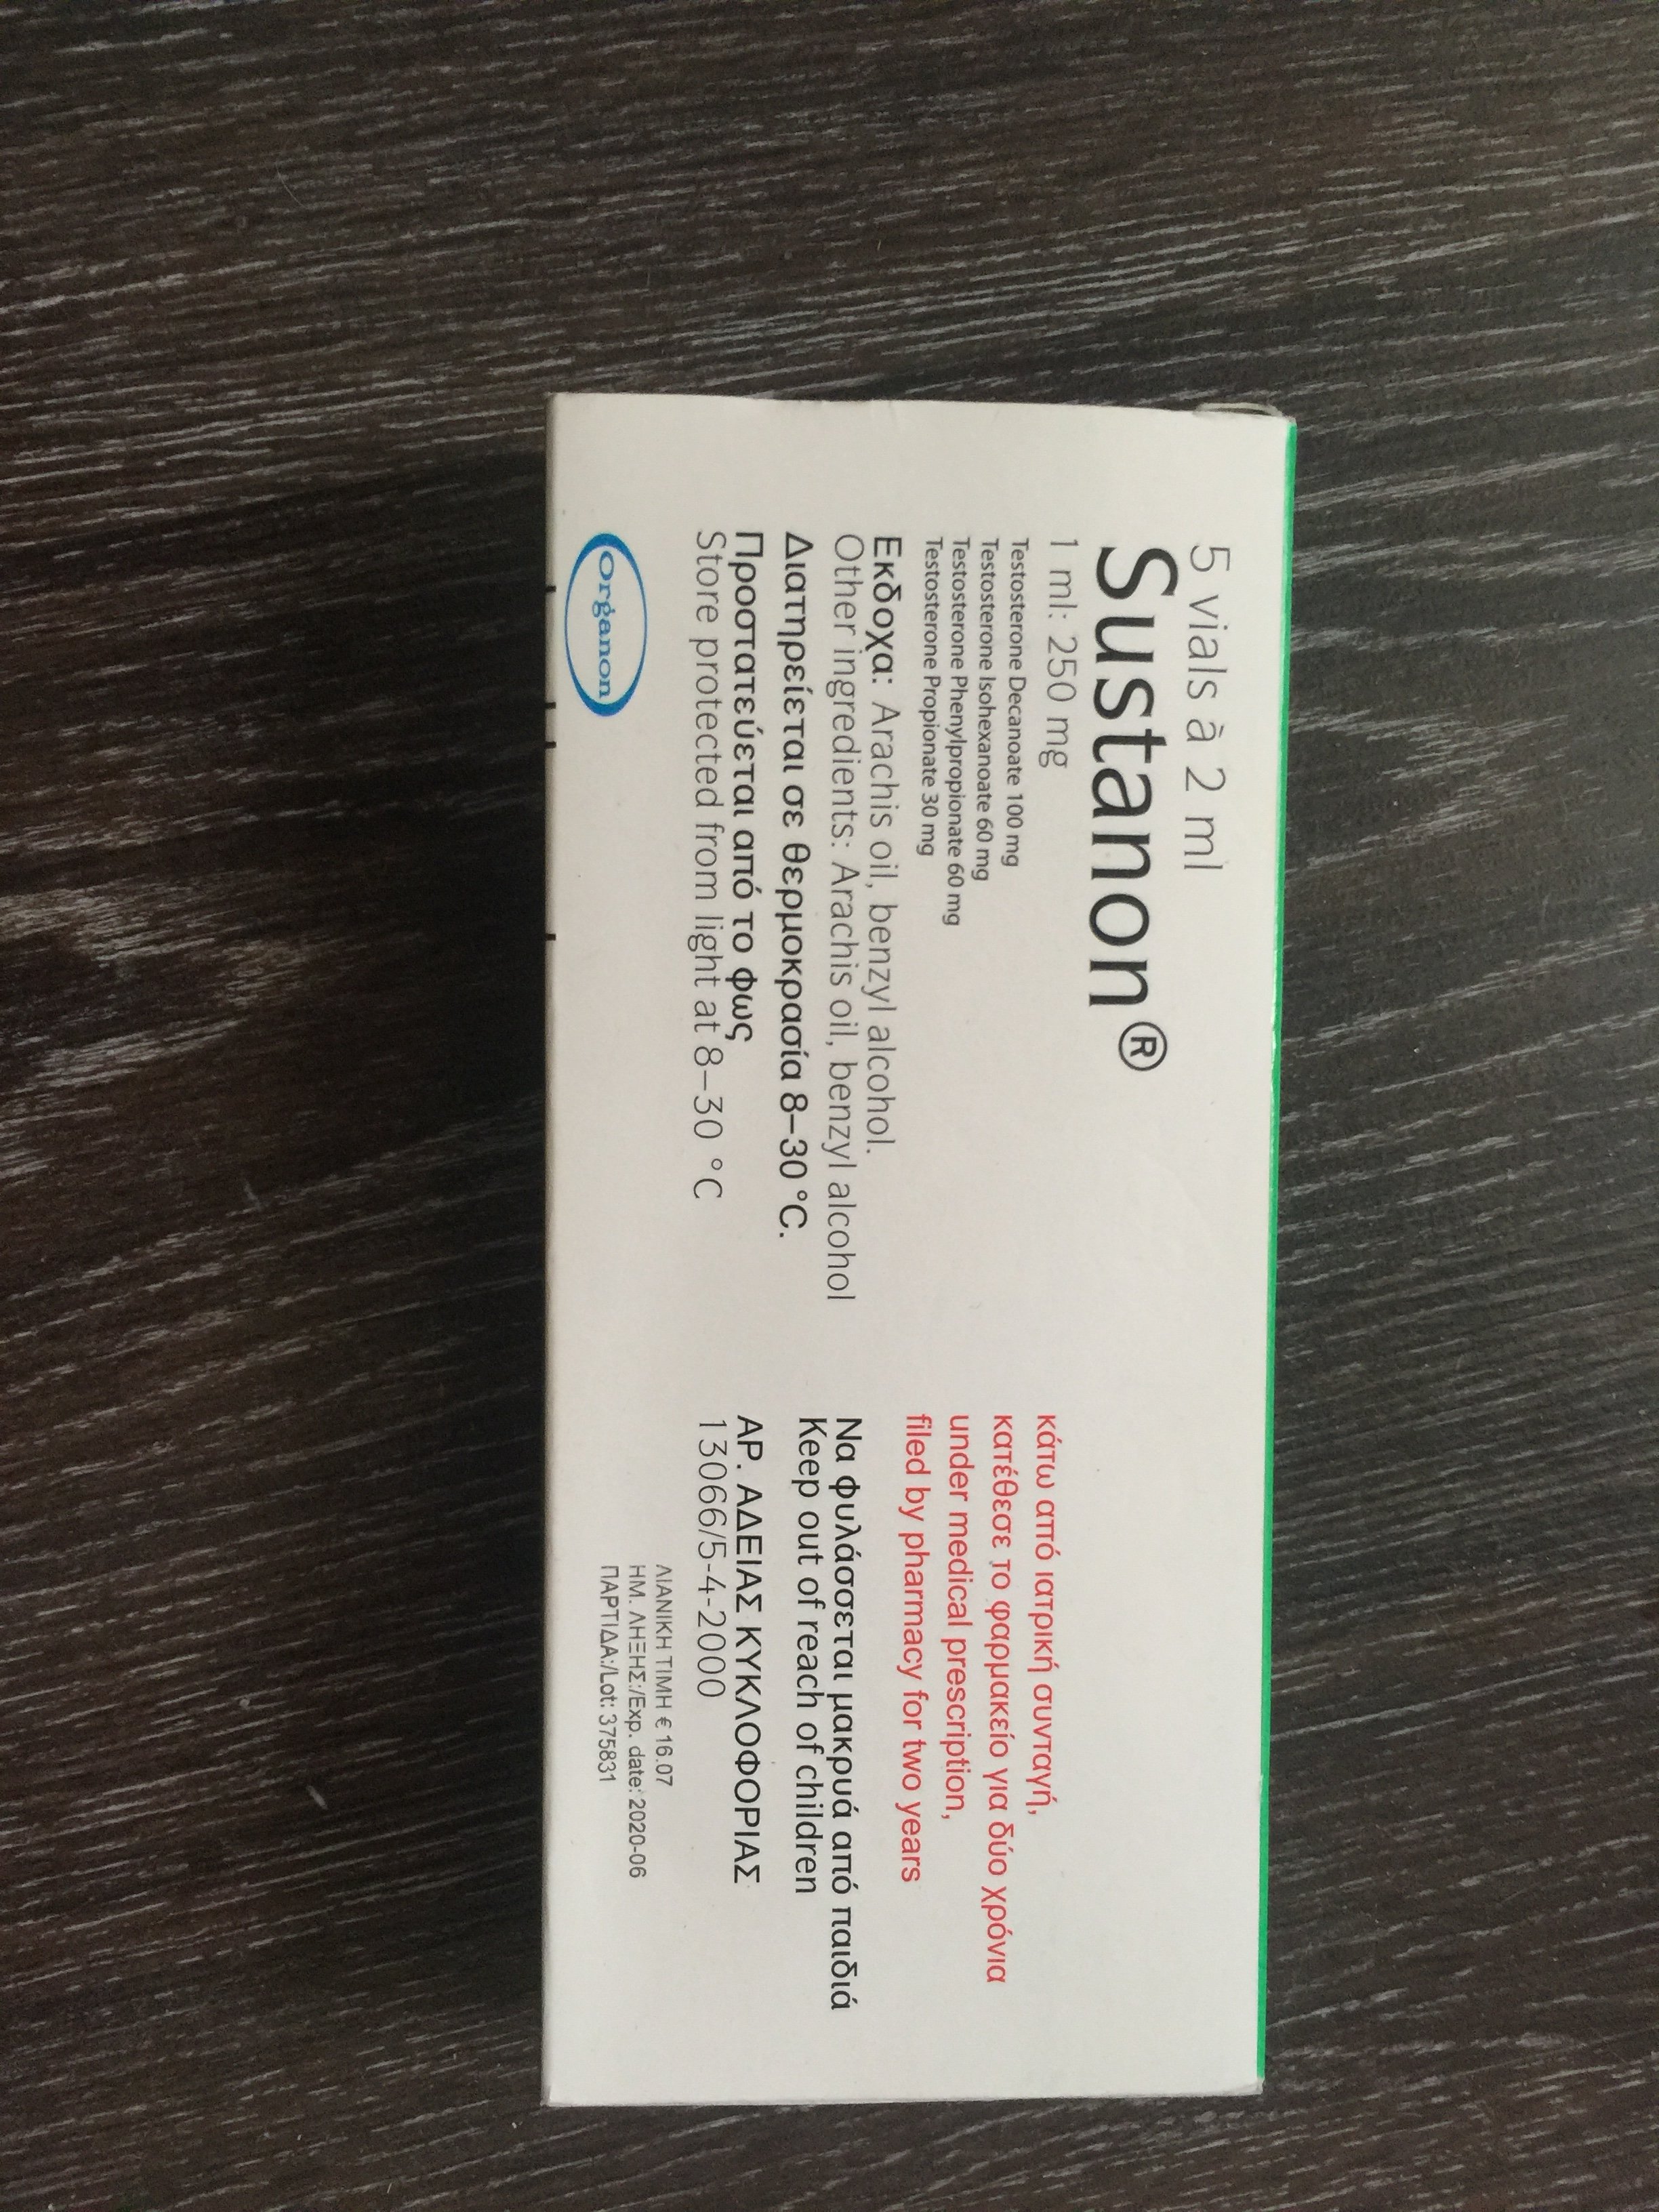 5 vials à 2 ml
Sustanon®
1 ml: 250 mg
Testosterone Decanoate 100 mg
Testosterone Isohexanoate 60 mg
Testosterone Phenylpropionate 60 mg
Testosterone Propionate 30 mg
Εκδοχα: Arachis oil, benzyl alcohol.
Other ingredients: Arachis oil, benzyl alcohol
Διατηρείεται σε θερμοκρασία 8–30 °C.
Προστατεύεται από το φως
Store protected from light at 8–30 °C
Organon
κάτω από ιατρική συνταγή,
κατέθεσε το φαρμακείο για δύο χρόνια
under medical prescription,
filed by pharmacy for two years
Να φυλάσσεται μακρυά από παιδιά
Keep out of reach of children
ΑΡ. ΑΔΕΙΑΣ ΚΥΚΛΟΦΟΡΙΑΣ
13066/5-4-2000
ΛΙΑΝΙΚΗ ΤΙΜΗ € 16.07
ΗΜ. ΛΗΞΗΣ:/Exp. date: 2020-06
ΠΑΡΤΙΔΑ:/Lot: 375831